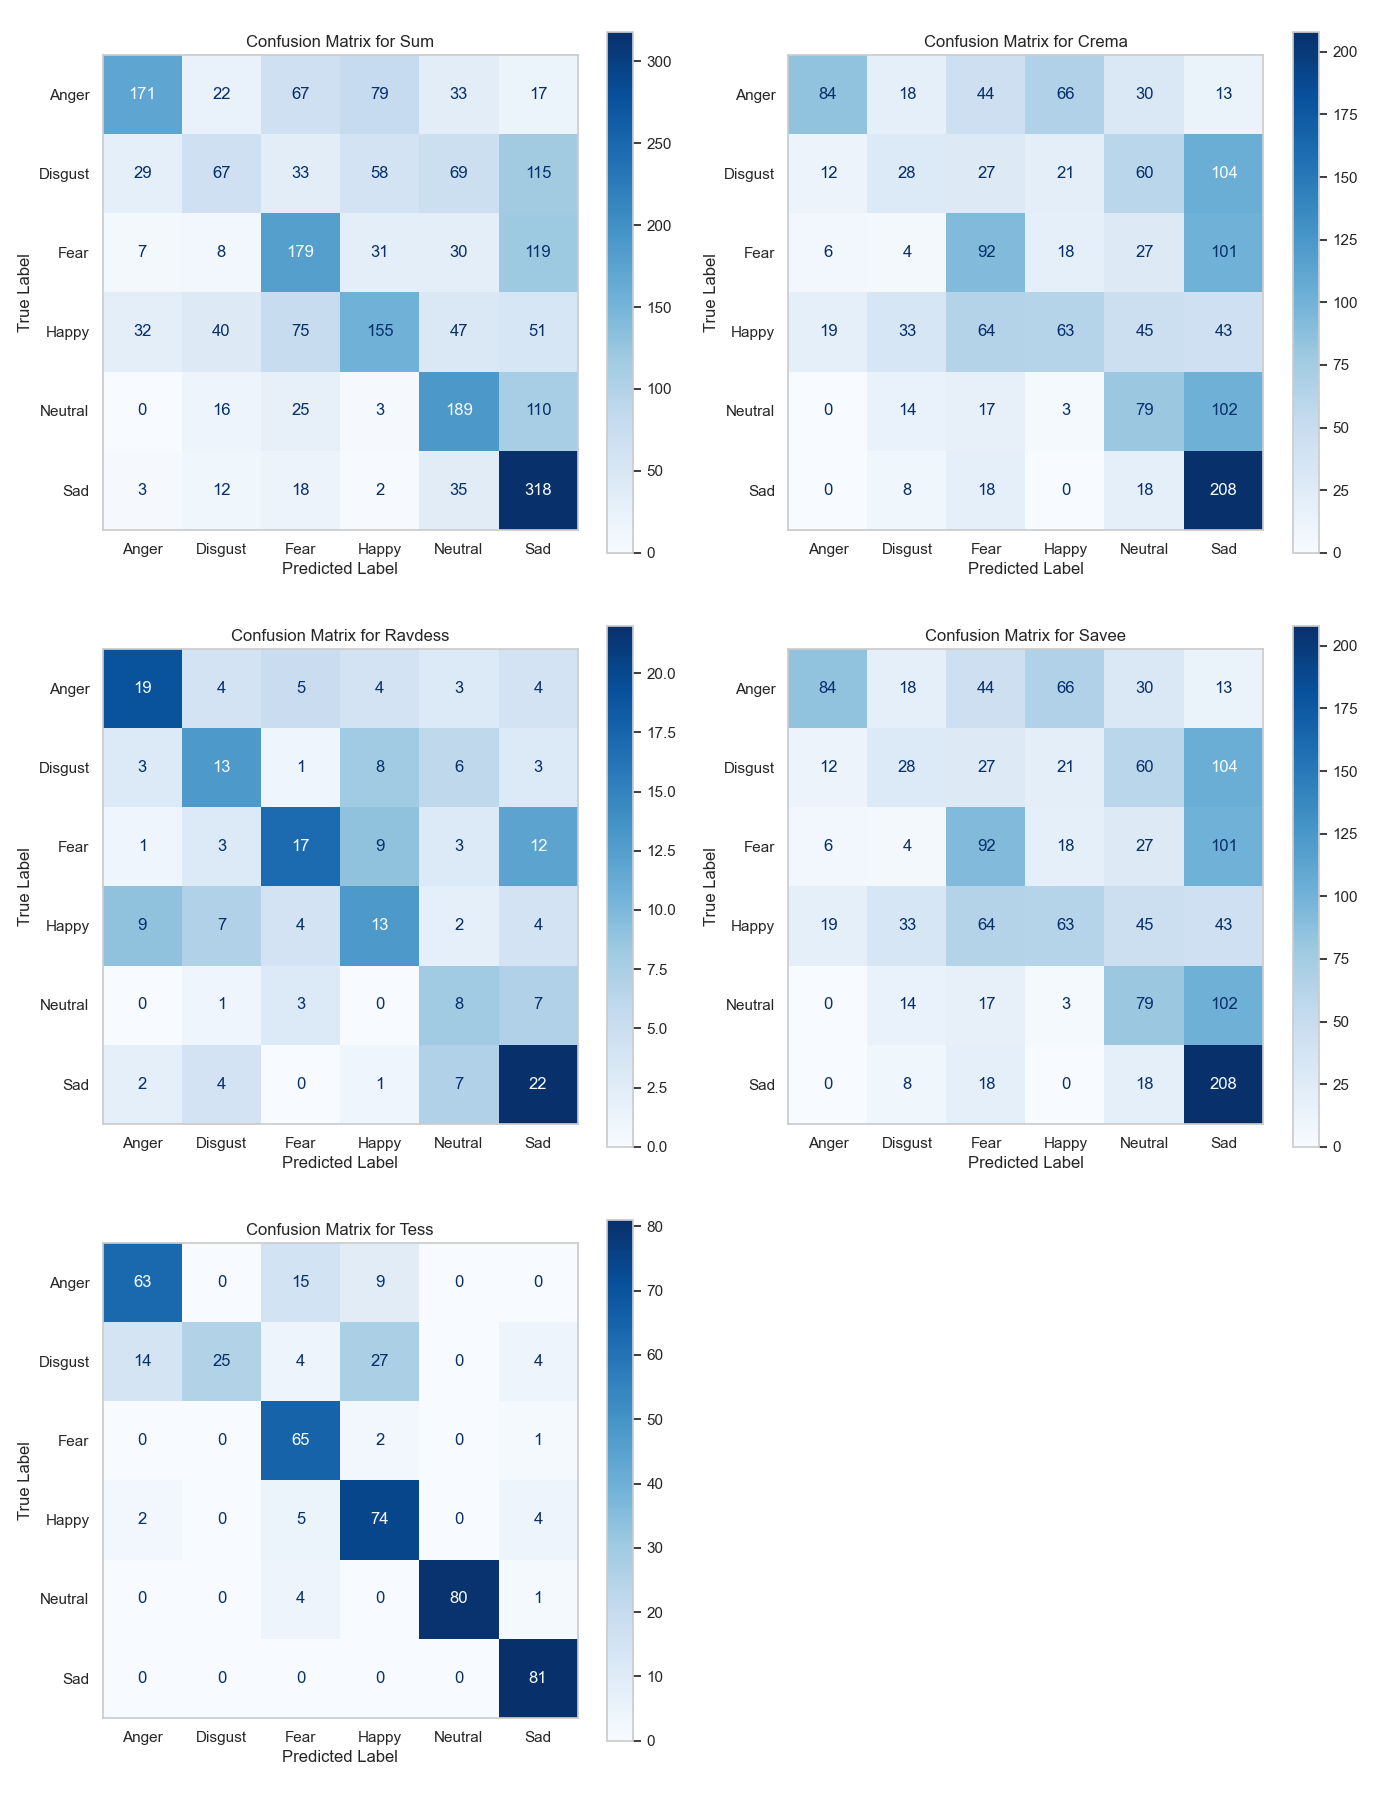 Confusion Matrix for Sum
Anger 171 22 67 79 33 17
Disgust 29 67 33 58 69 115
Fear 7 8 179 31 30 119
Happy 32 40 75 155 47 51
Neutral 0 16 25 3 189 110
Sad 3 12 18 2 35 318
Anger Disgust Fear Happy Neutral Sad
Predicted Label
True Label
300
250
200
150
100
50
0
Confusion Matrix for Crema
Anger 84 18 44 66 30 13
Disgust 12 28 27 21 60 104
Fear 6 4 92 18 27 101
Happy 19 33 64 63 45 43
Neutral 0 14 17 3 79 102
Sad 0 8 18 0 18 208
Anger Disgust Fear Happy Neutral Sad
Predicted Label
True Label
200
175
150
125
100
75
50
25
0
Confusion Matrix for Ravdess
Anger 19 4 5 4 3 4
Disgust 3 13 1 8 6 3
Fear 1 3 17 9 3 12
Happy 9 7 4 13 2 4
Neutral 0 1 3 0 8 7
Sad 2 4 0 1 7 22
Anger Disgust Fear Happy Neutral Sad
Predicted Label
True Label
20.0
17.5
15.0
12.5
10.0
7.5
5.0
2.5
0.0
Confusion Matrix for Savee
Anger 84 18 44 66 30 13
Disgust 12 28 27 21 60 104
Fear 6 4 92 18 27 101
Happy 19 33 64 63 45 43
Neutral 0 14 17 3 79 102
Sad 0 8 18 0 18 208
Anger Disgust Fear Happy Neutral Sad
Predicted Label
True Label
200
175
150
125
100
75
50
25
0
Confusion Matrix for Tess
Anger 63 0 15 9 0 0
Disgust 14 25 4 27 0 4
Fear 0 0 65 2 0 1
Happy 2 0 5 74 0 4
Neutral 0 0 4 0 80 1
Sad 0 0 0 0 0 81
Anger Disgust Fear Happy Neutral Sad
Predicted Label
True Label
80
70
60
50
40
30
20
10
0